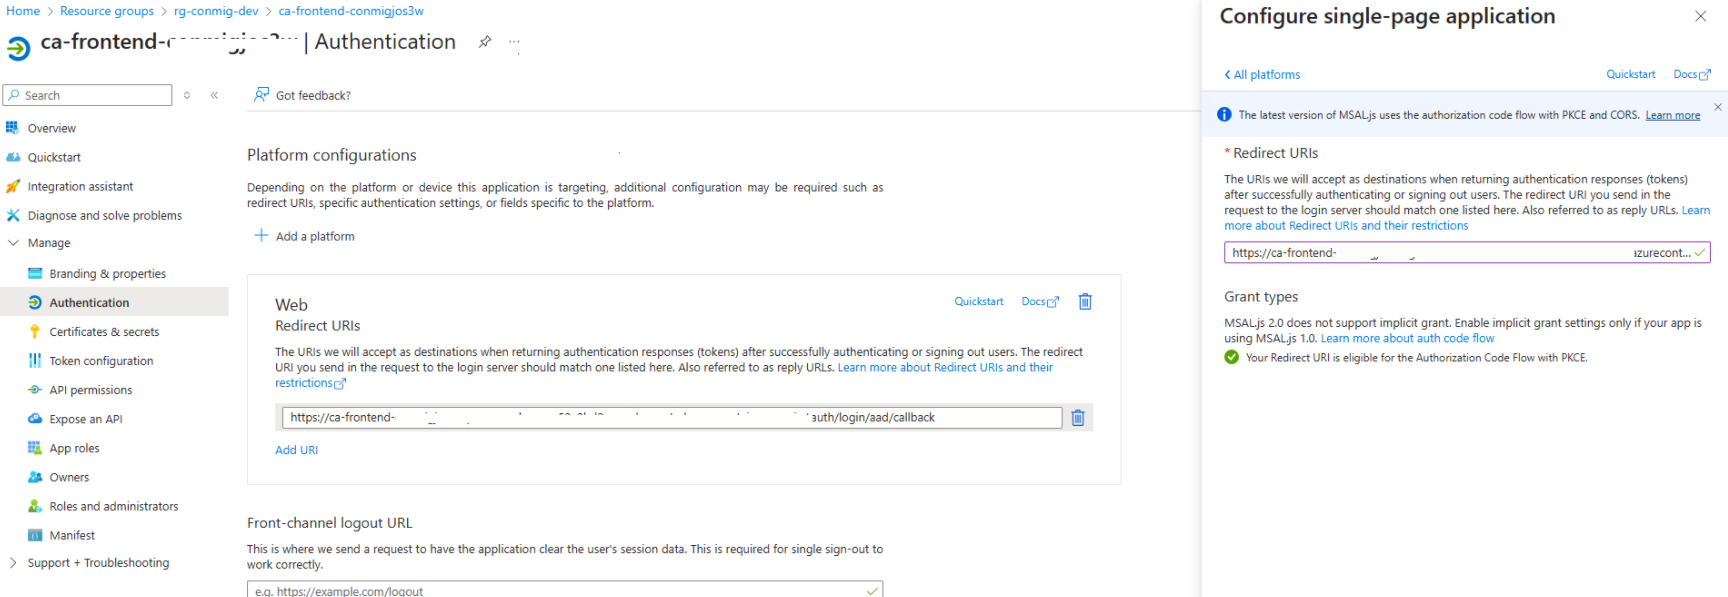 Home > Resource groups > rg-conmig-dev > ca-frontend-conmigjos3w
ca-frontend- | Authentication
Search
Got feedback?
Overview
Quickstart
Integration assistant
Diagnose and solve problems
Manage
Branding & properties
Authentication
Certificates & secrets
Token configuration
API permissions
Expose an API
App roles
Owners
Roles and administrators
Manifest
Support + Troubleshooting
Platform configurations
Depending on the platform or device this application is targeting, additional configuration may be required such as
redirect URIs, specific authentication settings, or fields specific to the platform.
Add a platform
Web
Quickstart Docs
Redirect URIs
The URIs we will accept as destinations when returning authentication responses (tokens) after successfully authenticating or signing out users. The redirect
URI you send in the request to the login server should match one listed here. Also referred to as reply URLs. Learn more about Redirect URIs and their
restrictions
https://ca-frontend- /auth/login/aad/callback
Add URI
Front-channel logout URL
This is where we send a request to have the application clear the user's session data. This is required for single sign-out to
work correctly.
e.g. https://example.com/logout
Configure single-page application
All platforms
Quickstart Docs
The latest version of MSAL.js uses the authorization code flow with PKCE and CORS. Learn more
* Redirect URIs
The URIs we will accept as destinations when returning authentication responses (tokens)
after successfully authenticating or signing out users. The redirect URI you send in the
request to the login server should match one listed here. Also referred to as reply URLs. Learn
more about Redirect URIs and their restrictions
https://ca-frontend- azurecont...
Grant types
MSAL.js 2.0 does not support implicit grant. Enable implicit grant settings only if your app is
using MSAL.js 1.0. Learn more about auth code flow
Your Redirect URI is eligible for the Authorization Code Flow with PKCE.